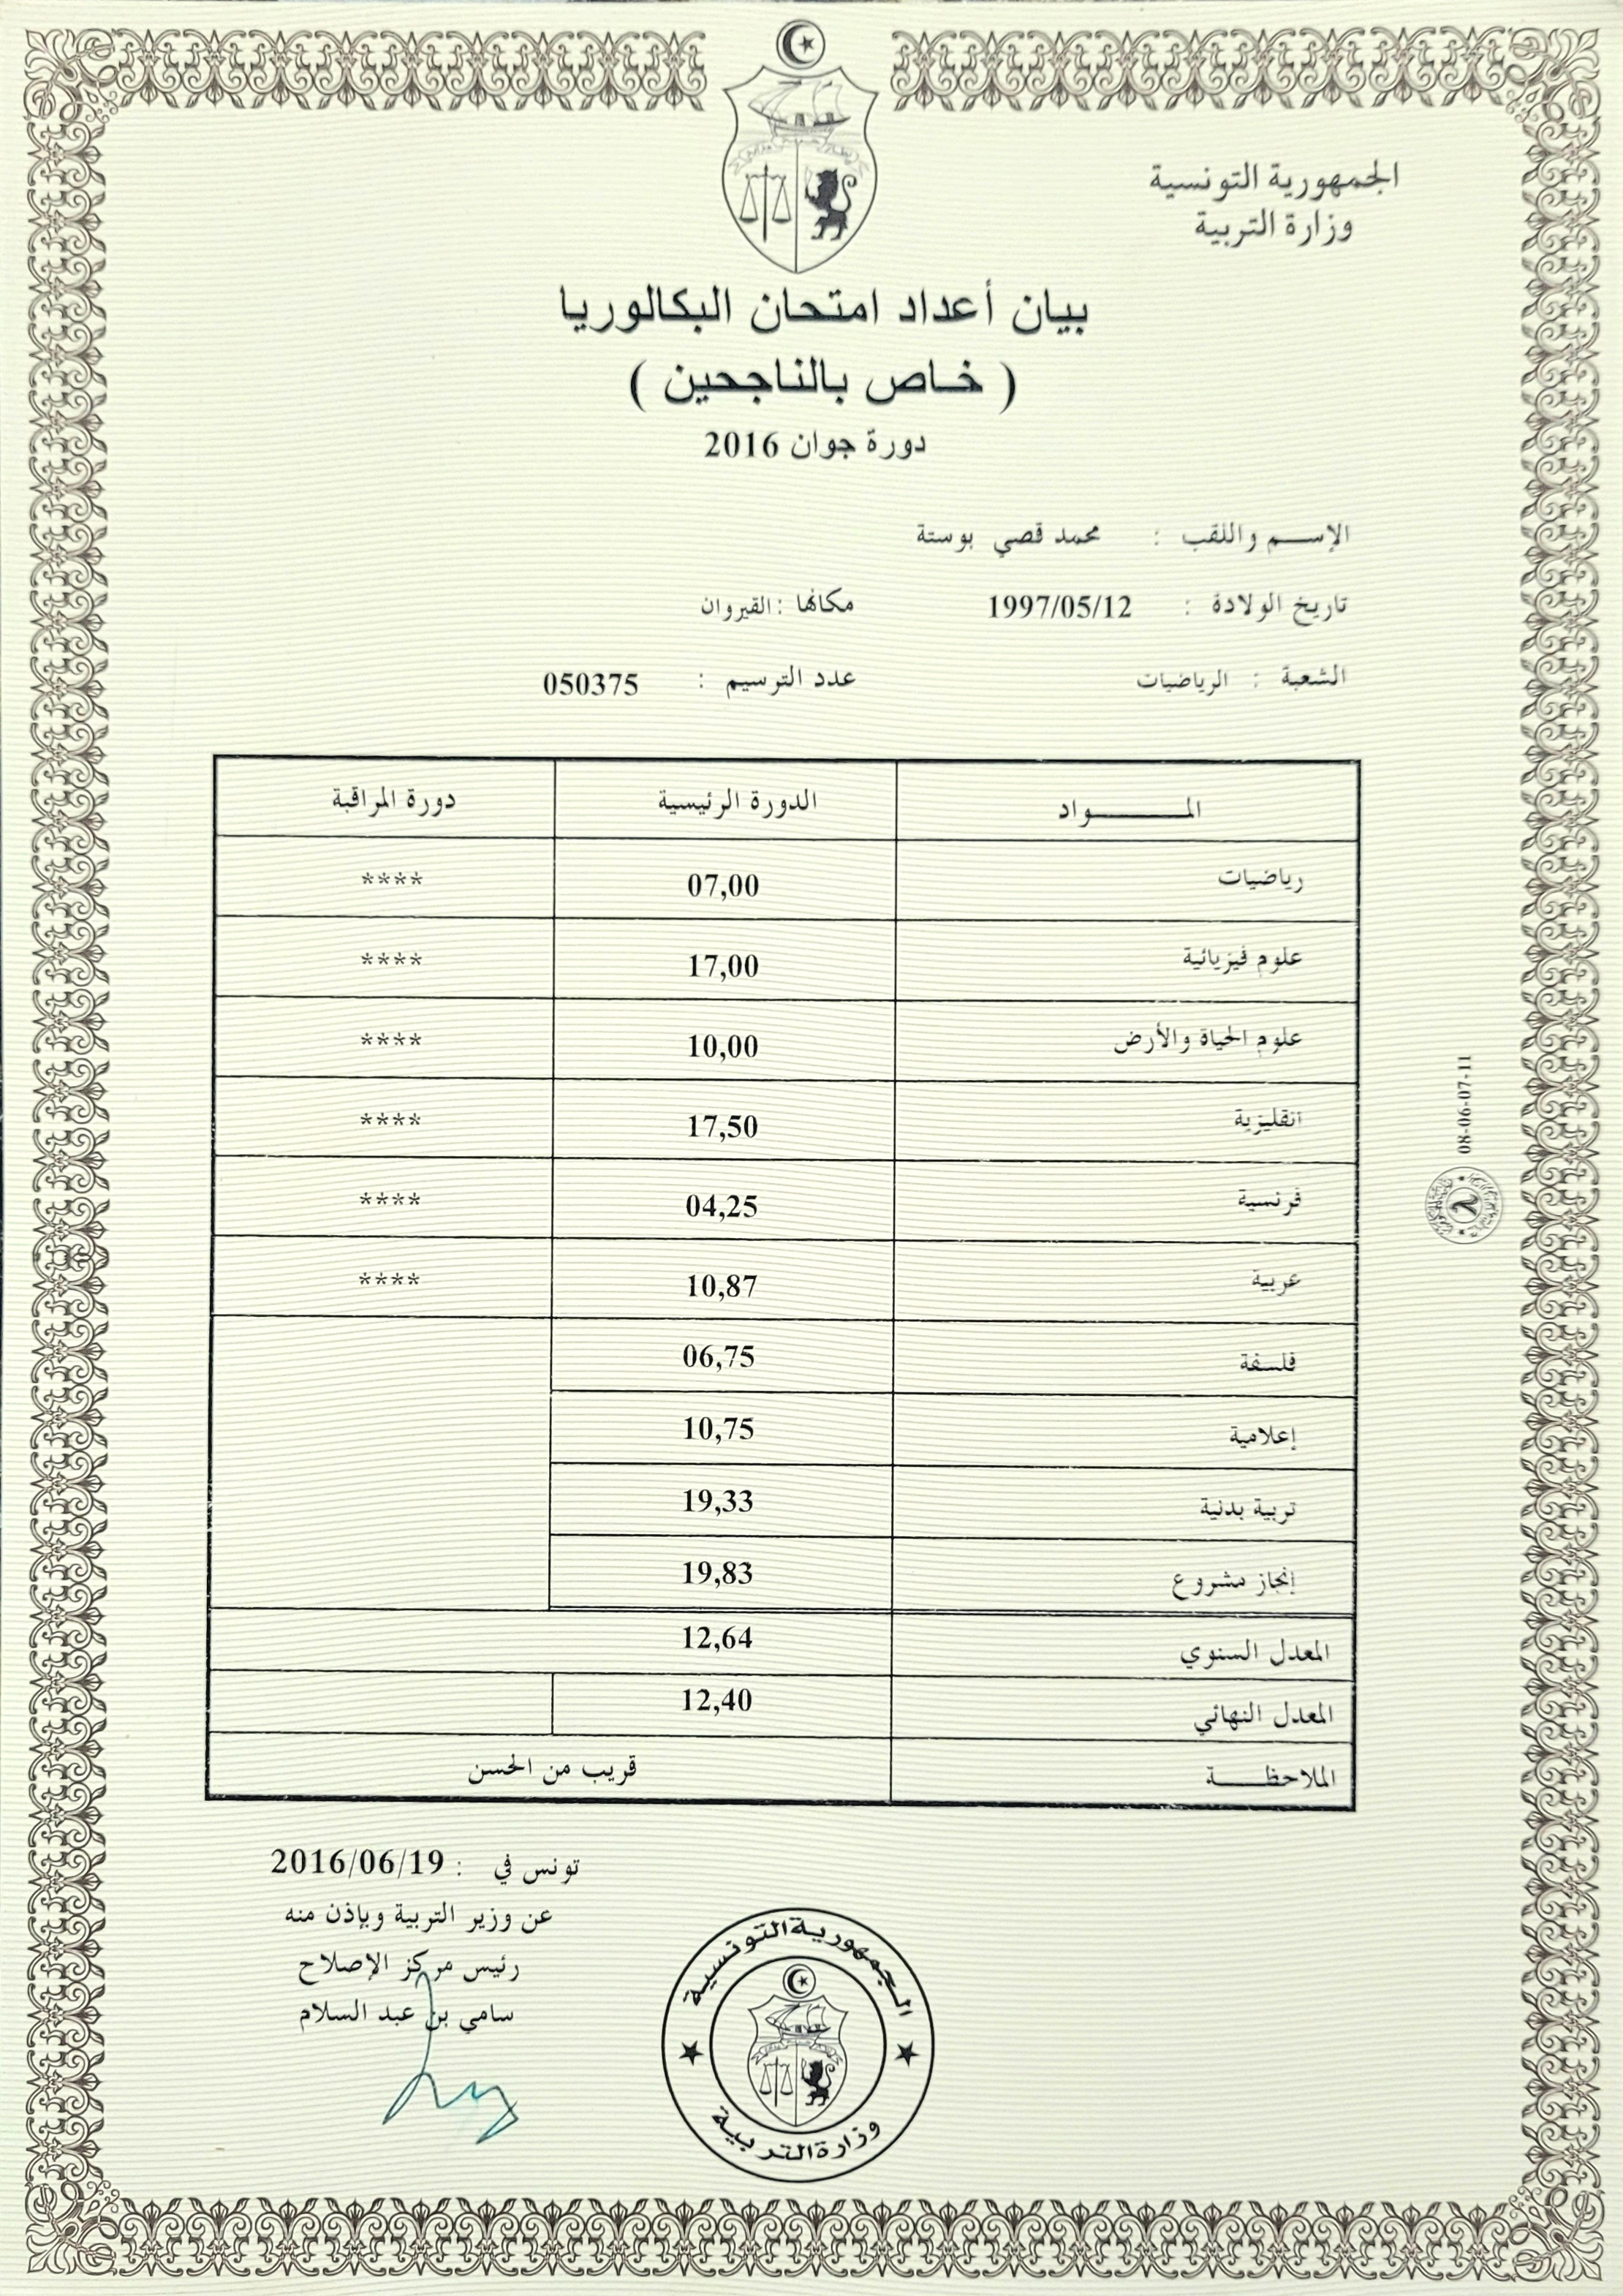 الجمهورية التونسية
وزارة التربية
بيان أعداد امتحان البكالوريا
( خاص بالناجحين )
دورة جوان 2016
الإسم واللقب : محمد قصي بوستة
تاريخ الولادة : 1997/05/12 مكانها : القيروان
الشعبة : الرياضيات عدد الترسيم : 050375
المواد الدورة الرئيسية دورة المراقبة
رياضيات 07,00 ****
علوم فيزيائية 17,00 ****
علوم الحياة والأرض 10,00 ****
انقليزية 17,50 ****
فرنسية 04,25 ****
عربية 10,87 ****
فلسفة 06,75
إعلامية 10,75
تربية بدنية 19,33
إنجاز مشروع 19,83
المعدل السنوي 12,64
المعدل النهائي 12,40
الملاحظة قريب من الحسن
08-06-07-11
تونس في : 2016/06/19
عن وزير التربية وبإذن منه
رئيس مركز الإصلاح
سامي بن عبد السلام
الجمهورية التونسية
وزارة التربية